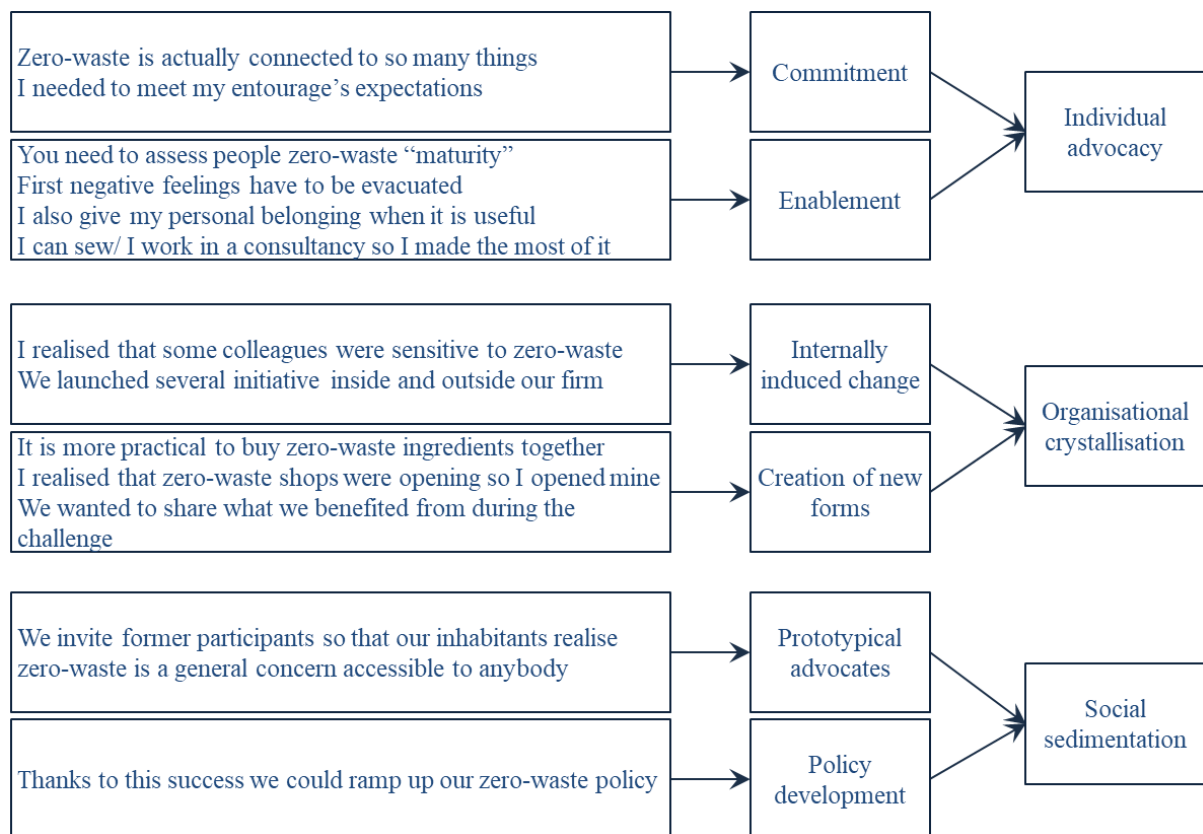 Zero-waste is actually connected to so many things
I needed to meet my entourage’s expectations
Commitment
You need to assess people zero-waste “maturity”
First negative feelings have to be evacuated
I also give my personal belonging when it is useful
I can sew/ I work in a consultancy so I made the most of it
Enablement
Individual
advocacy
I realised that some colleagues were sensitive to zero-waste
We launched several initiative inside and outside our firm
Internally
induced change
It is more practical to buy zero-waste ingredients together
I realised that zero-waste shops were opening so I opened mine
We wanted to share what we benefited from during the
challenge
Creation of new
forms
Organisational
crystallisation
We invite former participants so that our inhabitants realise
zero-waste is a general concern accessible to anybody
Prototypical
advocates
Thanks to this success we could ramp up our zero-waste policy
Policy
development
Social
sedimentation